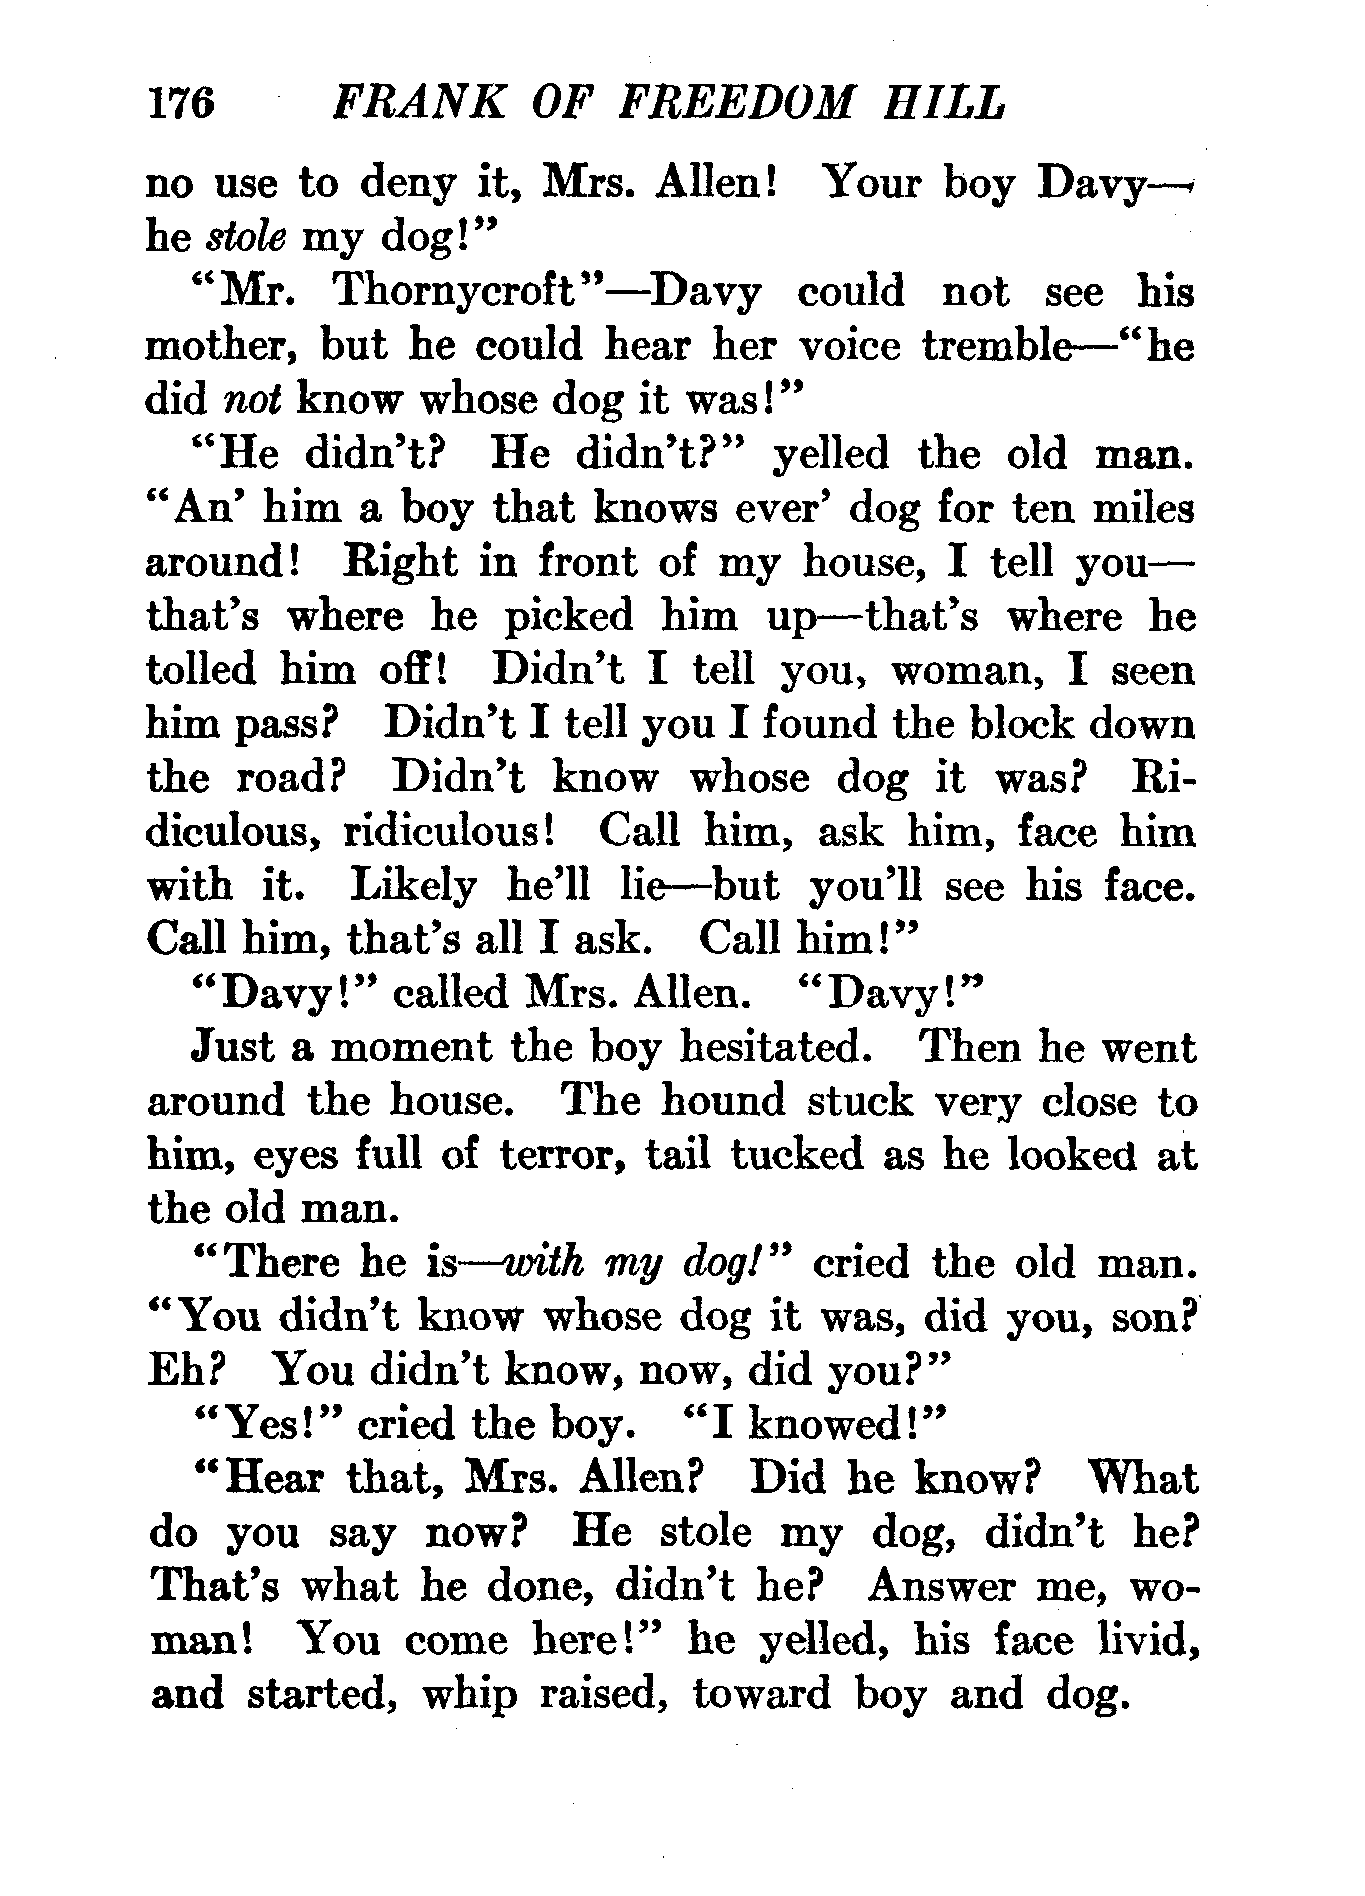 176 FRANK OF FREEDOM HILL
no use to deny it, Mrs. Allen! Your boy Davy—
he stole my dog!”
“Mr. Thornycroft”—Davy could not see his
mother, but he could hear her voice tremble—“he
did not know whose dog it was!”
“He didn’t? He didn’t?” yelled the old man.
“An’ him a boy that knows ever’ dog for ten miles
around! Right in front of my house, I tell you—
that’s where he picked him up—that’s where he
tolled him off! Didn’t I tell you, woman, I seen
him pass? Didn’t I tell you I found the block down
the road? Didn’t know whose dog it was? Ri-
diculous, ridiculous! Call him, ask him, face him
with it. Likely he’ll lie—but you’ll see his face.
Call him, that’s all I ask. Call him!”
“Davy!” called Mrs. Allen. “Davy!”
Just a moment the boy hesitated. Then he went
around the house. The hound stuck very close to
him, eyes full of terror, tail tucked as he looked at
the old man.
“There he is—with my dog!” cried the old man.
“You didn’t know whose dog it was, did you, son?
Eh? You didn’t know, now, did you?”
“Yes!” cried the boy. “I knowed!”
“Hear that, Mrs. Allen? Did he know? What
do you say now? He stole my dog, didn’t he?
That’s what he done, didn’t he? Answer me, wo-
man! You come here!” he yelled, his face livid,
and started, whip raised, toward boy and dog.